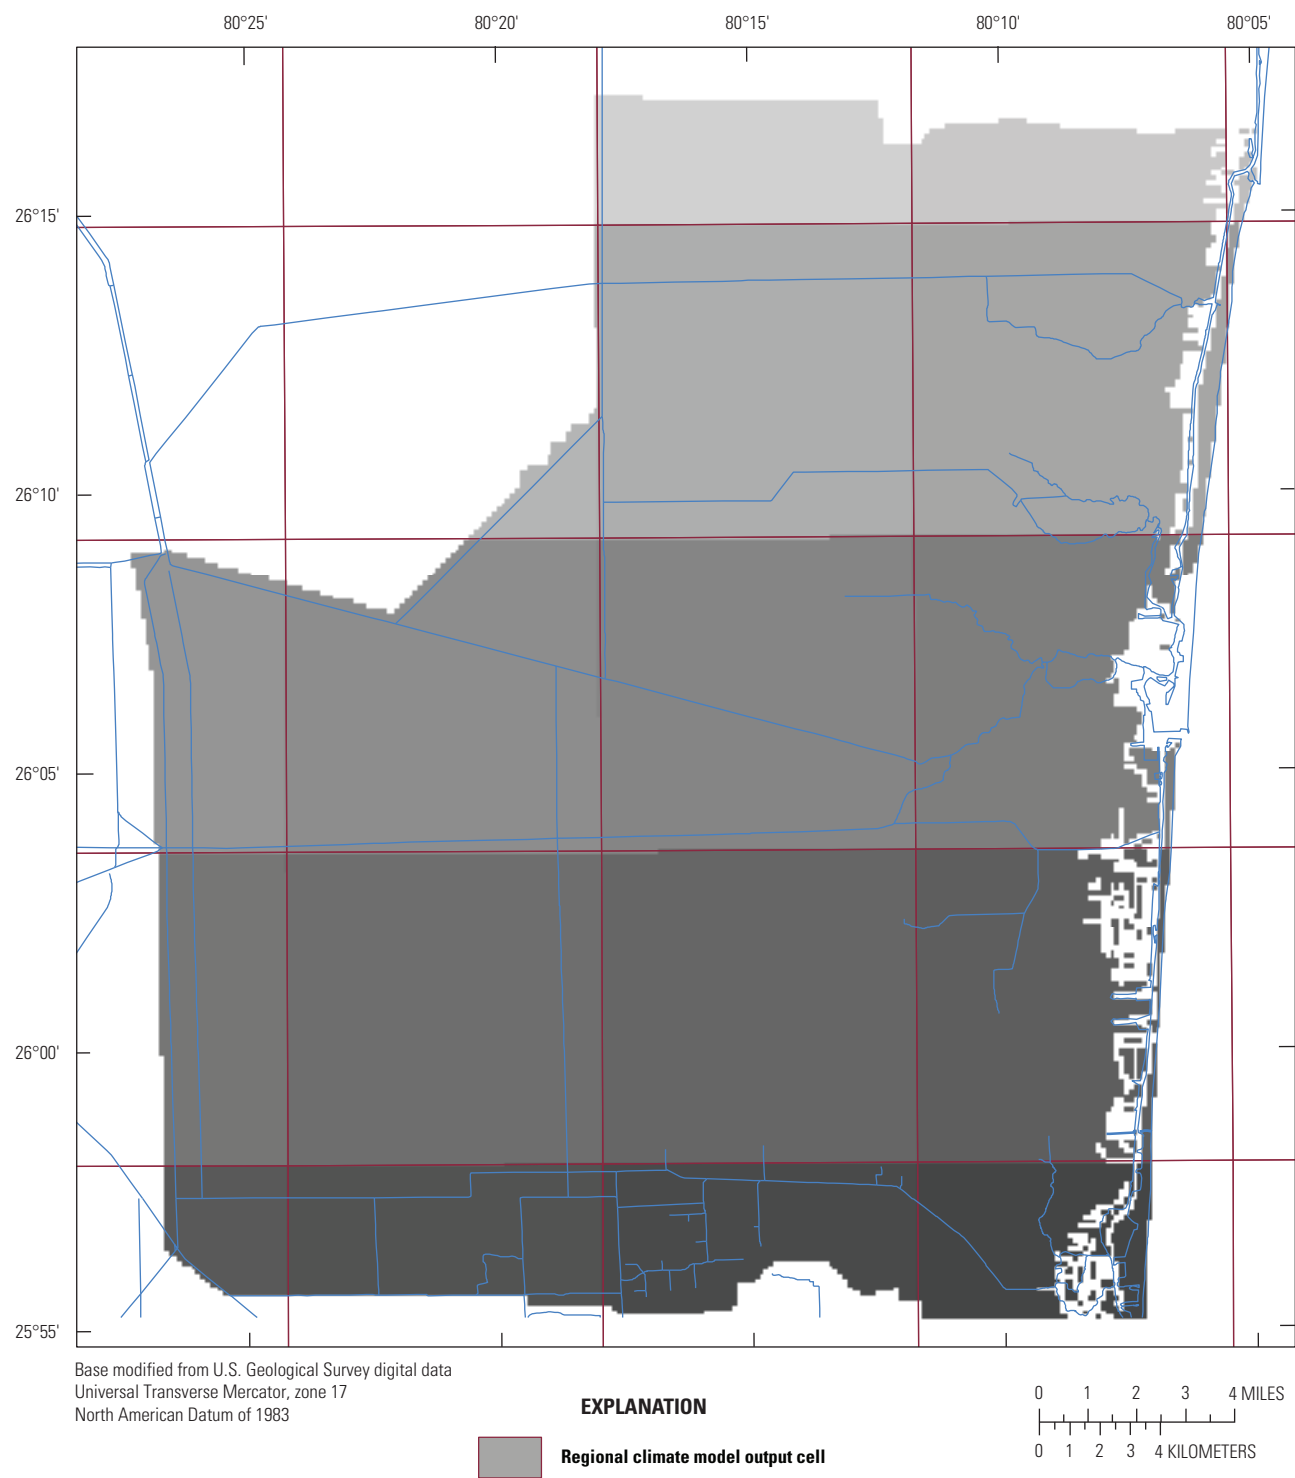 80°25' 80°20' 80°15' 80°10' 80°05'
26°15'
26°10'
26°05'
26°00'
25°55'
Base modified from U.S. Geological Survey digital data
Universal Transverse Mercator, zone 17
North American Datum of 1983
EXPLANATION
Regional climate model output cell
0 1 2 3 4 MILES
0 1 2 3 4 KILOMETERS